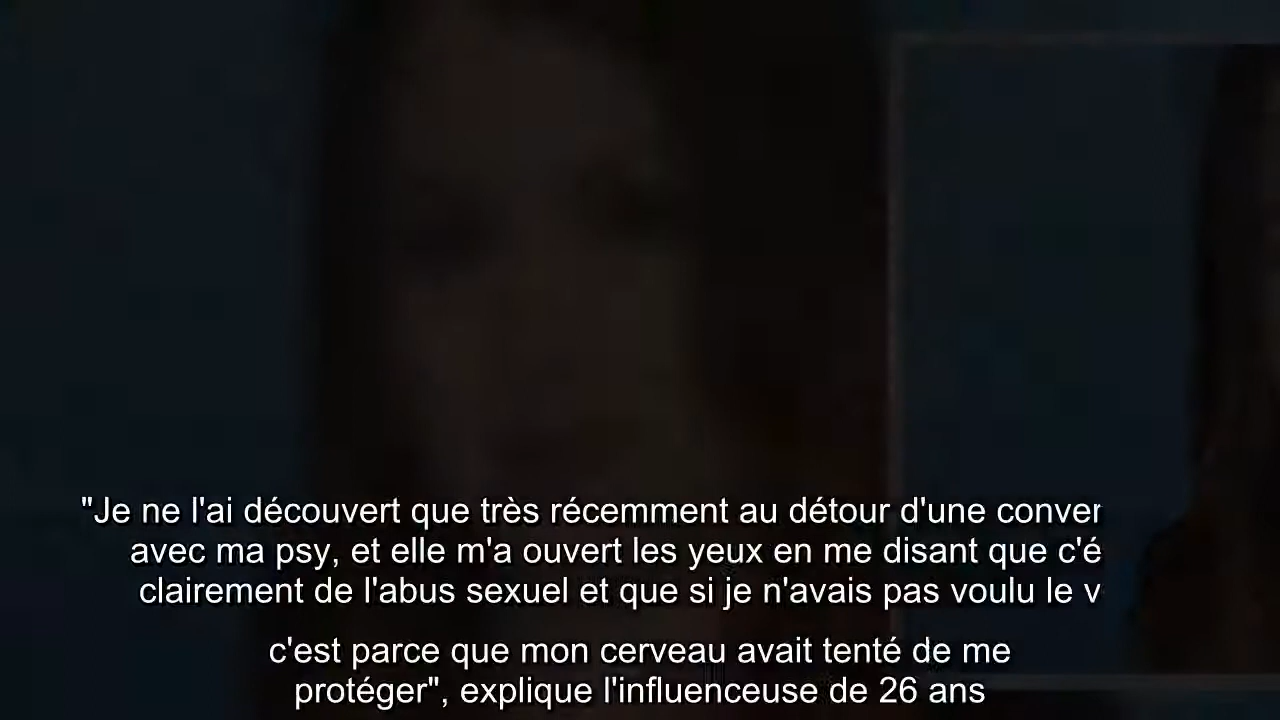 "Je ne l'ai découvert que très récemment au détour d'une
avec ma psy, et elle m'a ouvert les yeux en me disant que
clairement de l'abus sexuel et que si je n'avais pas voulu le
c'est parce que mon cerveau avait tenté de me
protéger", explique l'influenceuse de 26 ans